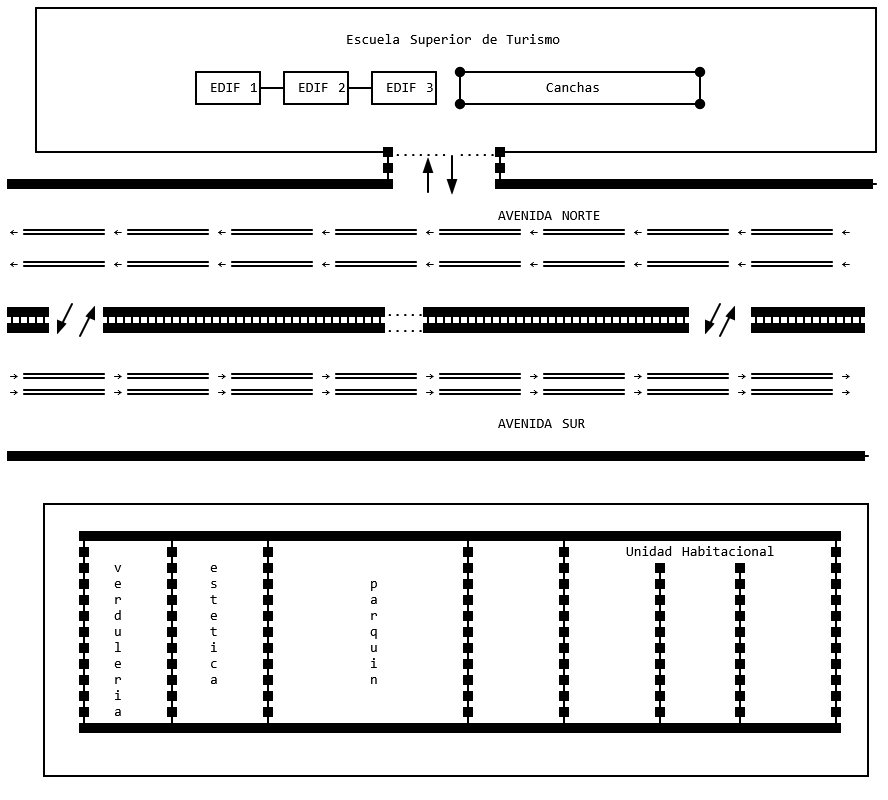 Escuela Superior de Turismo
EDIF 1
EDIF 2
EDIF 3
Canchas
AVENIDA NORTE
AVENIDA SUR
Unidad Habitacional
verduleria
estetica
parquin